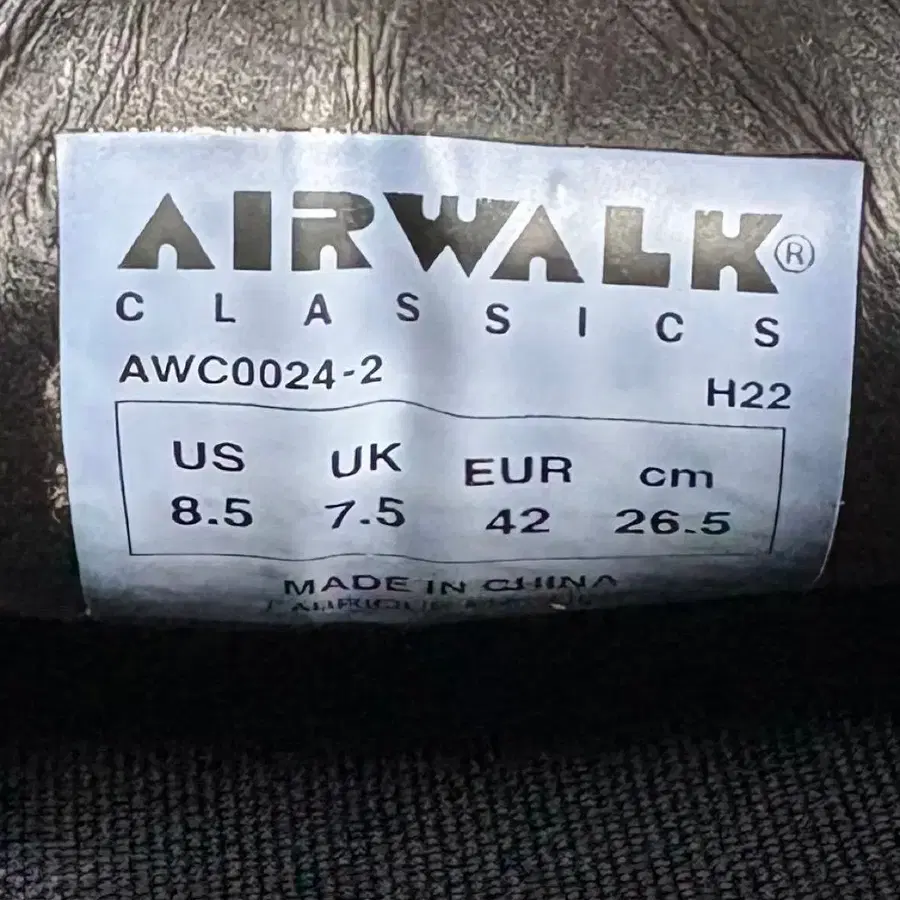 AIRWALK®
CLASSICS
AWC0024-2
H22
US UK EUR cm
8.5 7.5 42 26.5
MADE IN CHINA